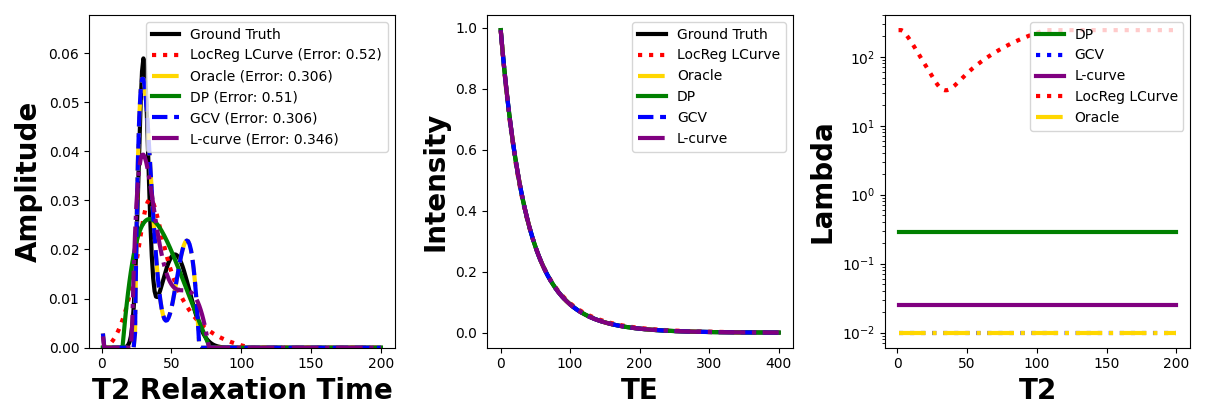 Amplitude
0.06
0.05
0.04
0.03
0.02
0.01
0.00
0
50
100
150
200
T2 Relaxation Time
Ground Truth
LocReg LCurve (Error: 0.52)
Oracle (Error: 0.306)
DP (Error: 0.51)
GCV (Error: 0.306)
L-curve (Error: 0.346)
Intensity
1.0
0.8
0.6
0.4
0.2
0.0
0
100
200
300
400
TE
Ground Truth
LocReg LCurve
Oracle
DP
GCV
L-curve
Lambda
10²
10¹
10⁰
10⁻¹
10⁻²
0
50
100
150
200
T2
DP
GCV
L-curve
LocReg LCurve
Oracle